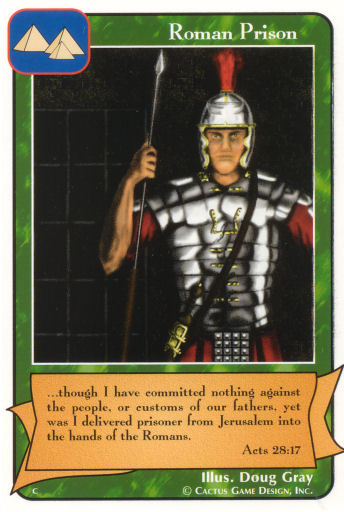 Roman Prison
...though I have committed nothing against
the people, or customs of our fathers, yet
was I delivered prisoner from Jerusalem into
the hands of the Romans.
Acts 28:17
Illus. Doug Gray
C
© Cactus Game Design, Inc.